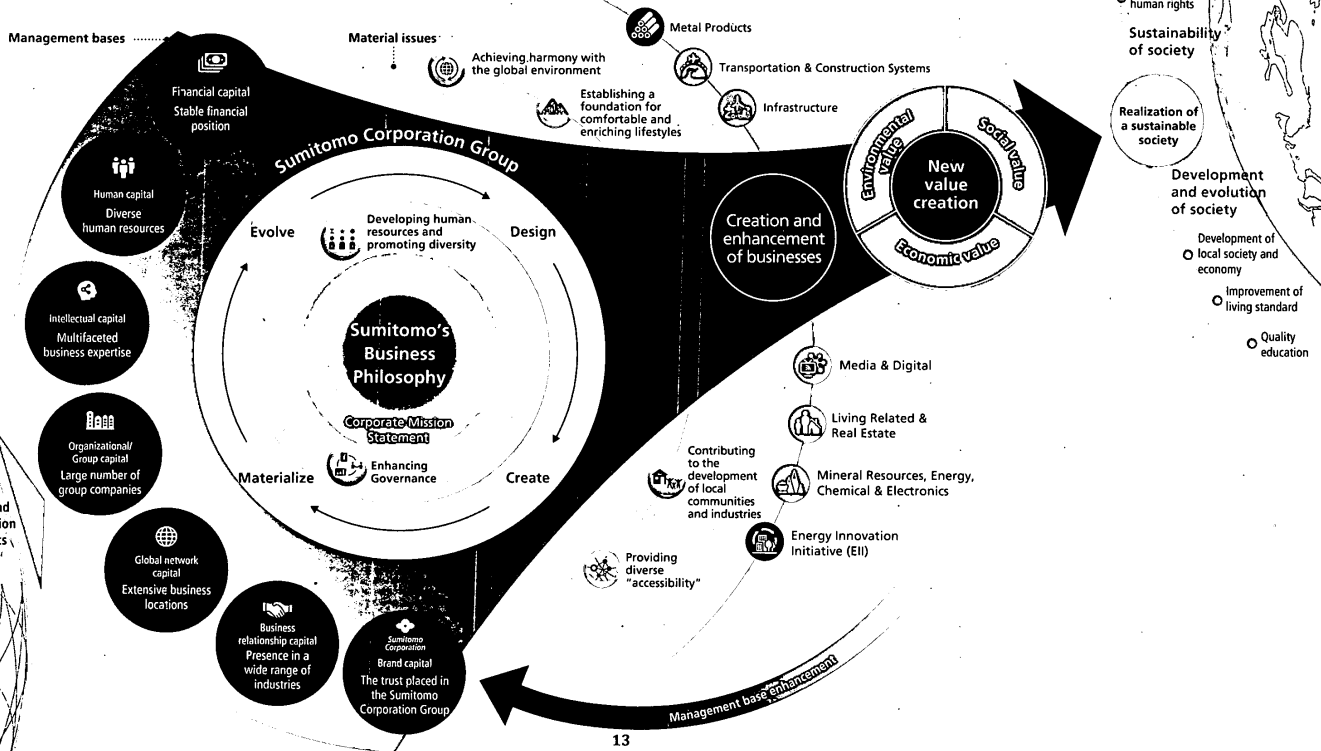 human rights
Sustainability
of society
Realization of
a sustainable
society
Development
and evolution
of society
Development of
local society and
economy
Improvement of
living standard
Quality
education
Management bases
Material issues
Financial capital
Stable financial
position
Human capital
Diverse
human resources
Intellectual capital
Multifaceted
business expertise
Organizational/
Group capital
Large number of
group companies
Global network
capital
Extensive business
locations
Business
relationship capital
Presence in a
wide range of
industries
Sumitomo
Corporation
Brand capital
The trust placed in
the Sumitomo
Corporation Group
Achieving harmony with
the global environment
Establishing a
foundation for
comfortable and
enriching lifestyles
Metal Products
Transportation & Construction Systems
Infrastructure
Sumitomo Corporation Group
Evolve
Developing human
resources and
promoting diversity
Design
Sumitomo's
Business
Philosophy
Corporate Mission
Statement
Materialize
Enhancing
Governance
Create
Creation and
enhancement
of businesses
Environmental
value
Social value
Economic value
New
value
creation
Media & Digital
Living Related &
Real Estate
Mineral Resources, Energy,
Chemical & Electronics
Energy Innovation
Initiative (EII)
Contributing
to the
development
of local
communities
and industries
Providing
diverse
"accessibility"
Management base enhancement
13